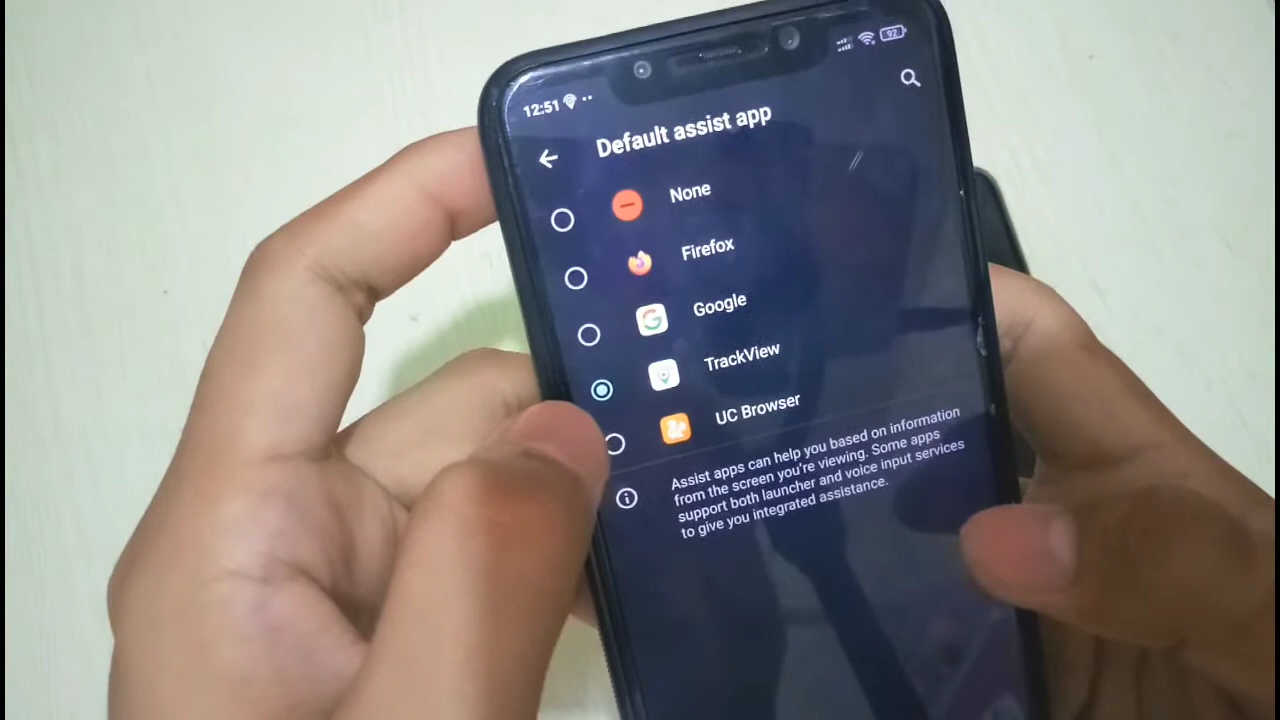 12:51
92
Default assist app
None
Firefox
Google
TrackView
UC Browser
Assist apps can help you based on information
from the screen you're viewing. Some apps
support both launcher and voice input services
to give you integrated assistance.